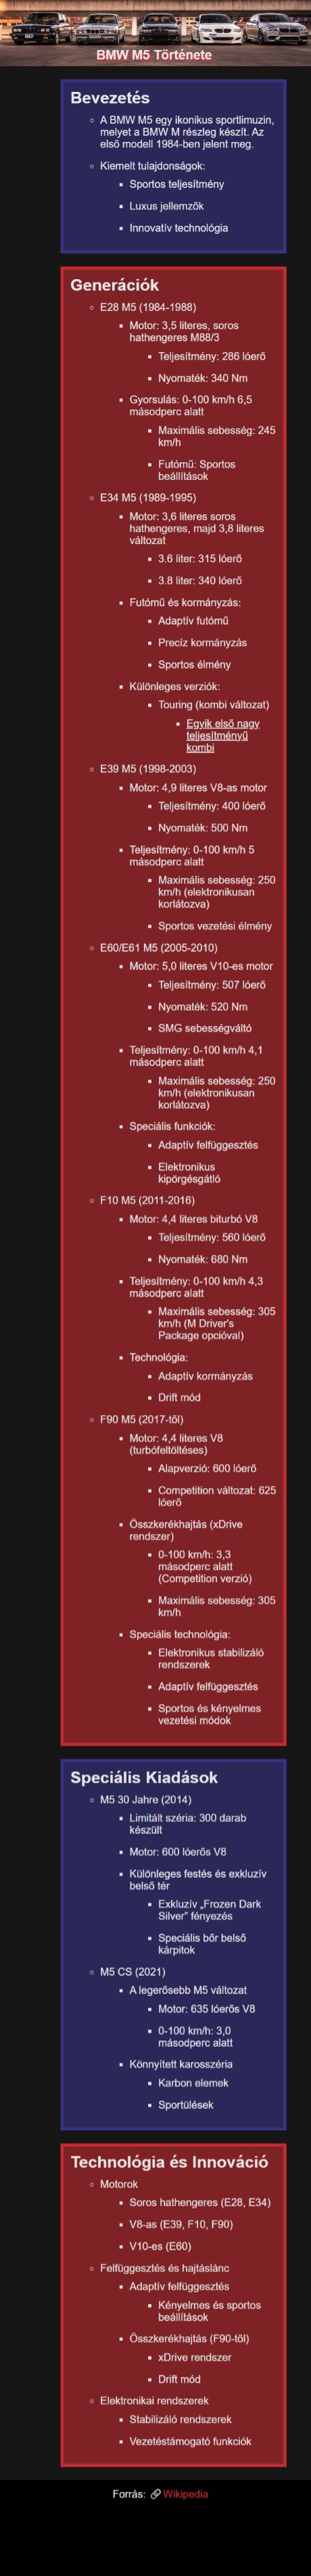 BMW M5 Története
Bevezetés
A BMW M5 egy ikonikus sportlimuzin,
melyet a BMW M részleg készít. Az
első modell 1984-ben jelent meg.
Kiemelt tulajdonságok:
Sportos teljesítmény
Luxus jellemzők
Innovatív technológia
Generációk
E28 M5 (1984-1988)
Motor: 3,5 literes, soros
hathengeres M88/3
Teljesítmény: 286 lóerő
Nyomaték: 340 Nm
Gyorsulás: 0-100 km/h 6,5
másodperc alatt
Maximális sebesség: 245
km/h
Futómű: Sportos
beállítások
E34 M5 (1989-1995)
Motor: 3,6 literes soros
hathengeres, majd 3,8 literes
változat
3.6 liter: 315 lóerő
3.8 liter: 340 lóerő
Futómű és kormányzás:
Adaptív futómű
Precíz kormányzás
Sportos élmény
Különleges verziók:
Touring (kombi változat)
Egyik első nagy
teljesítményű
kombi
E39 M5 (1998-2003)
Motor: 4,9 literes V8-as motor
Teljesítmény: 400 lóerő
Nyomaték: 500 Nm
Teljesítmény: 0-100 km/h 5
másodperc alatt
Maximális sebesség: 250
km/h (elektronikusan
korlátozva)
Sportos vezetési élmény
E60/E61 M5 (2005-2010)
Motor: 5,0 literes V10-es motor
Teljesítmény: 507 lóerő
Nyomaték: 520 Nm
SMG sebességváltó
Teljesítmény: 0-100 km/h 4,1
másodperc alatt
Maximális sebesség: 250
km/h (elektronikusan
korlátozva)
Speciális funkciók:
Adaptív felfüggesztés
Elektronikus
kipörgésgátló
F10 M5 (2011-2016)
Motor: 4,4 literes biturbó V8
Teljesítmény: 560 lóerő
Nyomaték: 680 Nm
Teljesítmény: 0-100 km/h 4,3
másodperc alatt
Maximális sebesség: 305
km/h (M Driver's
Package opcióval)
Technológia:
Adaptív kormányzás
Drift mód
F90 M5 (2017-től)
Motor: 4,4 literes V8
(turbófeltöltéses)
Alapverzió: 600 lóerő
Competition változat: 625
lóerő
Összkerékhajtás (xDrive
rendszer)
0-100 km/h: 3,3
másodperc alatt
(Competition verzió)
Maximális sebesség: 305
km/h
Speciális technológia:
Elektronikus stabilizáló
rendszerek
Adaptív felfüggesztés
Sportos és kényelmes
vezetési módok
Speciális Kiadások
M5 30 Jahre (2014)
Limitált széria: 300 darab
készült
Motor: 600 lóerős V8
Különleges festés és exkluzív
belső tér
Exkluzív „Frozen Dark
Silver” fényezés
Speciális bőr belső
kárpitok
M5 CS (2021)
A legerősebb M5 változat
Motor: 635 lóerős V8
0-100 km/h: 3,0
másodperc alatt
Könnyített karosszéria
Karbon elemek
Sportülések
Technológia és Innováció
Motorok
Soros hathengeres (E28, E34)
V8-as (E39, F10, F90)
V10-es (E60)
Felfüggesztés és hajtáslánc
Adaptív felfüggesztés
Kényelmes és sportos
beállítások
Összkerékhajtás (F90-től)
xDrive rendszer
Drift mód
Elektronikai rendszerek
Stabilizáló rendszerek
Vezetéstámogató funkciók
Forrás: 🔗 Wikipedia